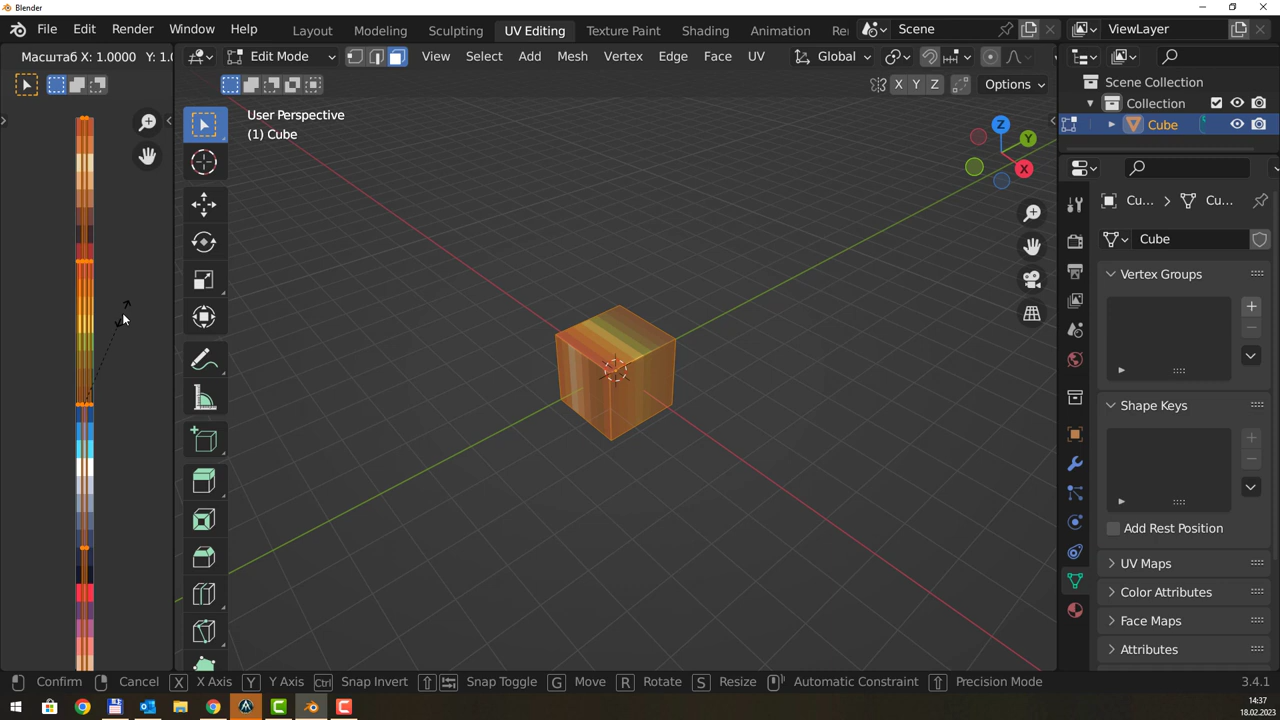 Blender
File Edit Render Window Help Layout Modeling Sculpting UV Editing Texture Paint Shading Animation Re Scene ViewLayer
Масштаб X: 1.0000 Y: 1.0 Edit Mode View Select Add Mesh Vertex Edge Face UV Global
X Y Z Options
User Perspective
(1) Cube
Z
Y
X
Scene Collection
Collection
Cube
Cu... Cu...
Cube
Vertex Groups
Shape Keys
Add Rest Position
UV Maps
Color Attributes
Face Maps
Attributes
Confirm Cancel X X Axis Y Y Axis Ctrl Snap Invert Snap Toggle G Move R Rotate S Resize Automatic Constraint Precision Mode 3.4.1
14:37
18.02.2023